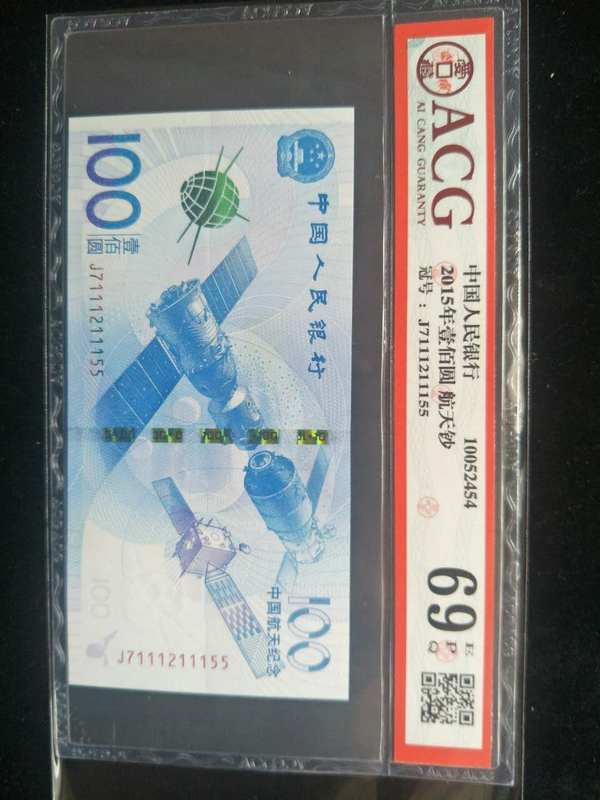 100
壹佰圆
J7111211155
中国人民银行
100
100
中国航天纪念
J7111211155
ACG
AI CANG GUARANTY
中国人民银行 10052454
2015年壹佰圆 航天钞
冠号：J7111211155
69
EPQ